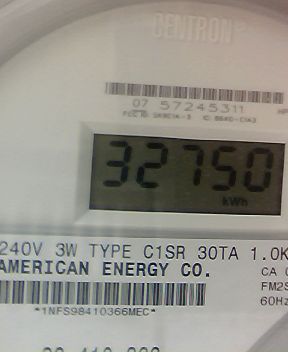 CENTRON
07 57245311
32750
kWh
240V 3W TYPE C1SR 30TA 1.0K
AMERICAN ENERGY CO.
CA
FM2S
60Hz
*1NFS98410366MEC*